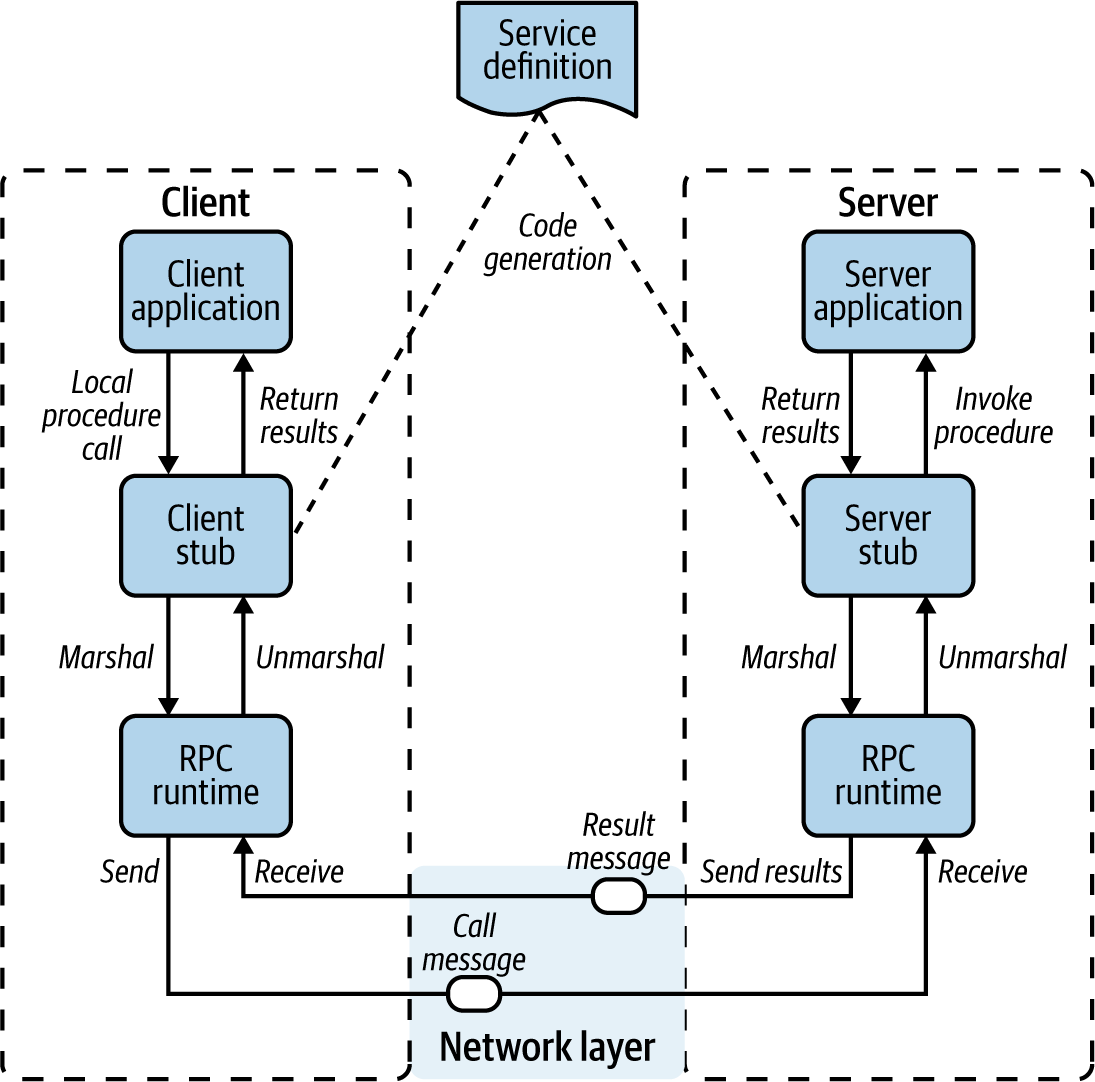 Service
definition
Client
Server
Code
generation
Client
application
Server
application
Local
procedure
call
Return
results
Return
results
Invoke
procedure
Client
stub
Server
stub
Marshal
Unmarshal
Marshal
Unmarshal
RPC
runtime
RPC
runtime
Result
message
Send
Receive
Send results
Receive
Call
message
Network layer